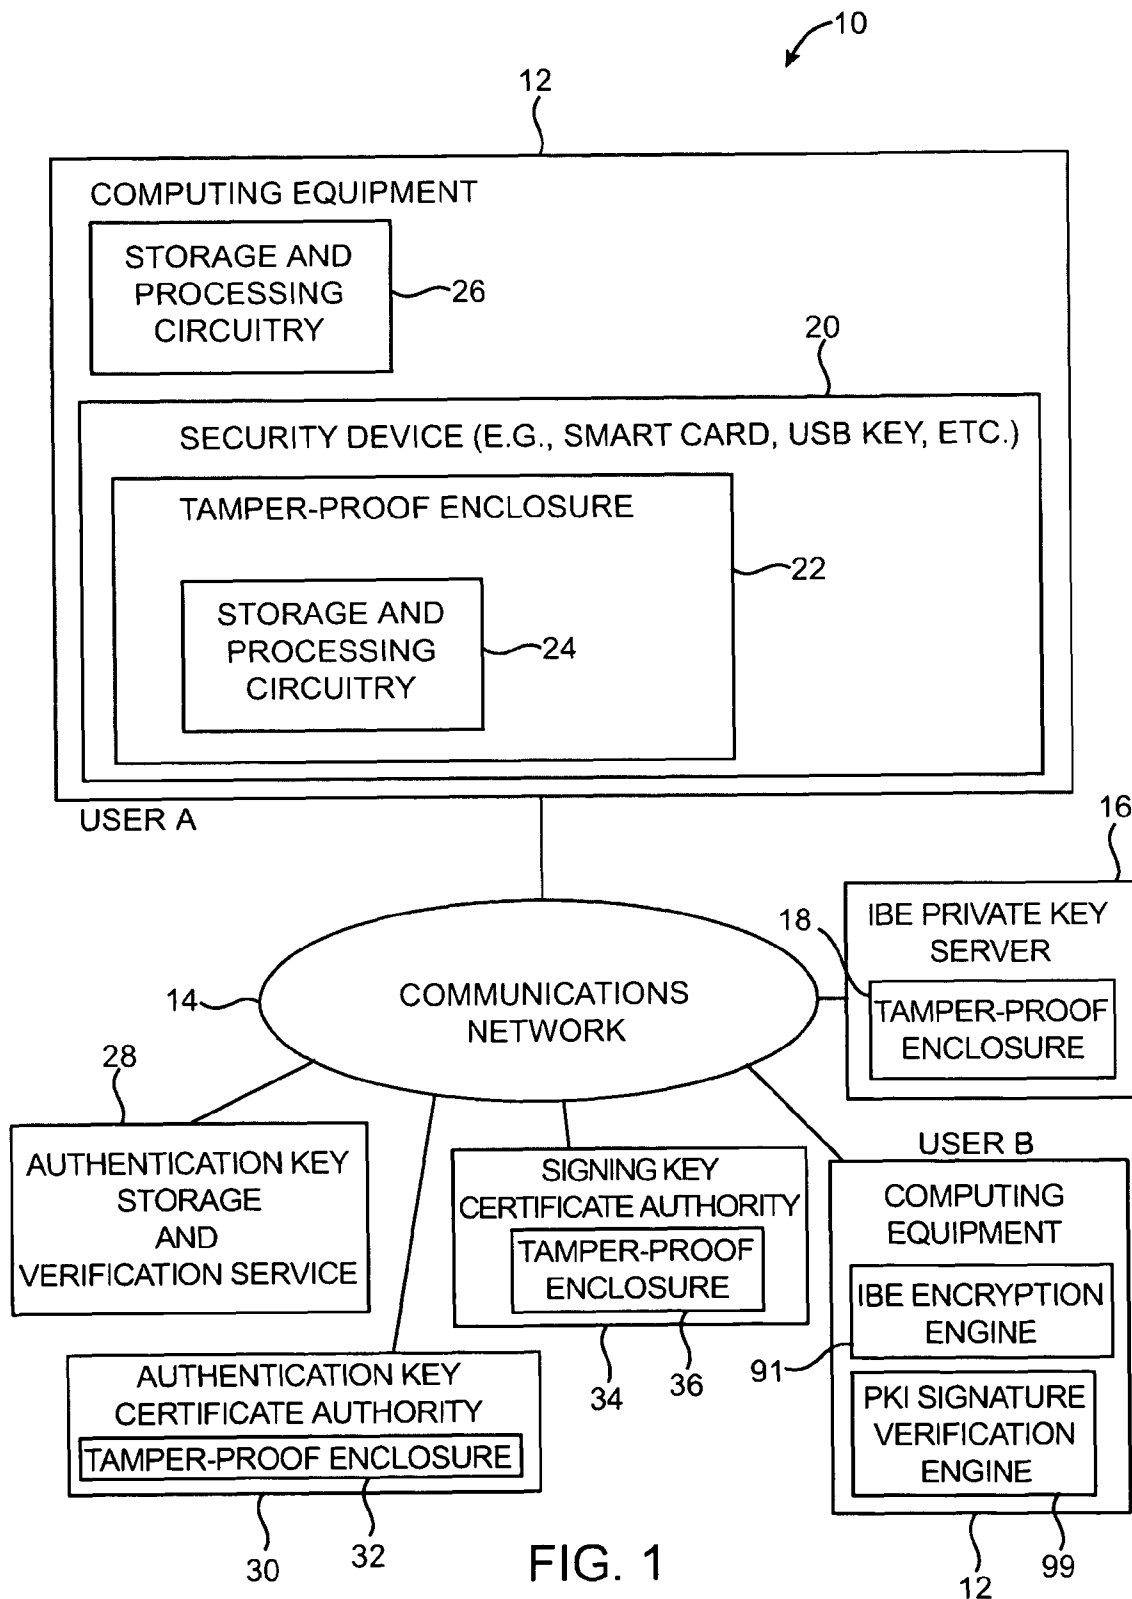 10
12
COMPUTING EQUIPMENT
STORAGE AND
PROCESSING
CIRCUITRY
26
20
SECURITY DEVICE (E.G., SMART CARD, USB KEY, ETC.)
TAMPER-PROOF ENCLOSURE
22
STORAGE AND
PROCESSING
CIRCUITRY
24
USER A
16
IBE PRIVATE KEY
SERVER
18
TAMPER-PROOF
ENCLOSURE
14
COMMUNICATIONS
NETWORK
28
AUTHENTICATION KEY
STORAGE
AND
VERIFICATION SERVICE
SIGNING KEY
CERTIFICATE AUTHORITY
TAMPER-PROOF
ENCLOSURE
34
36
USER B
COMPUTING
EQUIPMENT
IBE ENCRYPTION
ENGINE
91
PKI SIGNATURE
VERIFICATION
ENGINE
99
12
AUTHENTICATION KEY
CERTIFICATE AUTHORITY
TAMPER-PROOF ENCLOSURE
32
30
FIG. 1